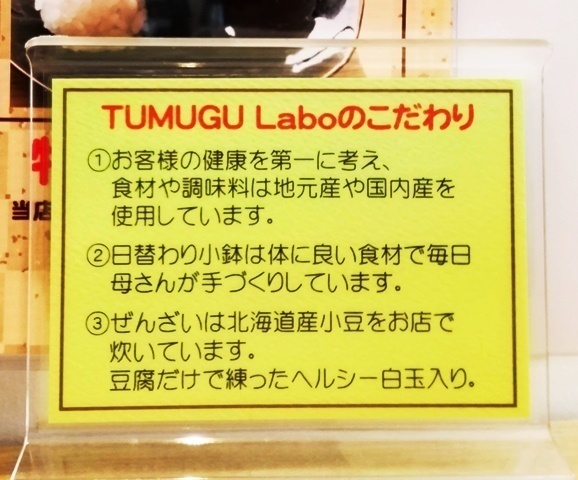 TUMUGU Laboのこだわり
①お客様の健康を第一に考え、
食材や調味料は地元産や国内産を
使用しています。
②日替わり小鉢は体に良い食材で毎日
母さんが手づくりしています。
③ぜんざいは北海道産小豆をお店で
炊いています。
豆腐だけで練ったヘルシー白玉入り。
当店